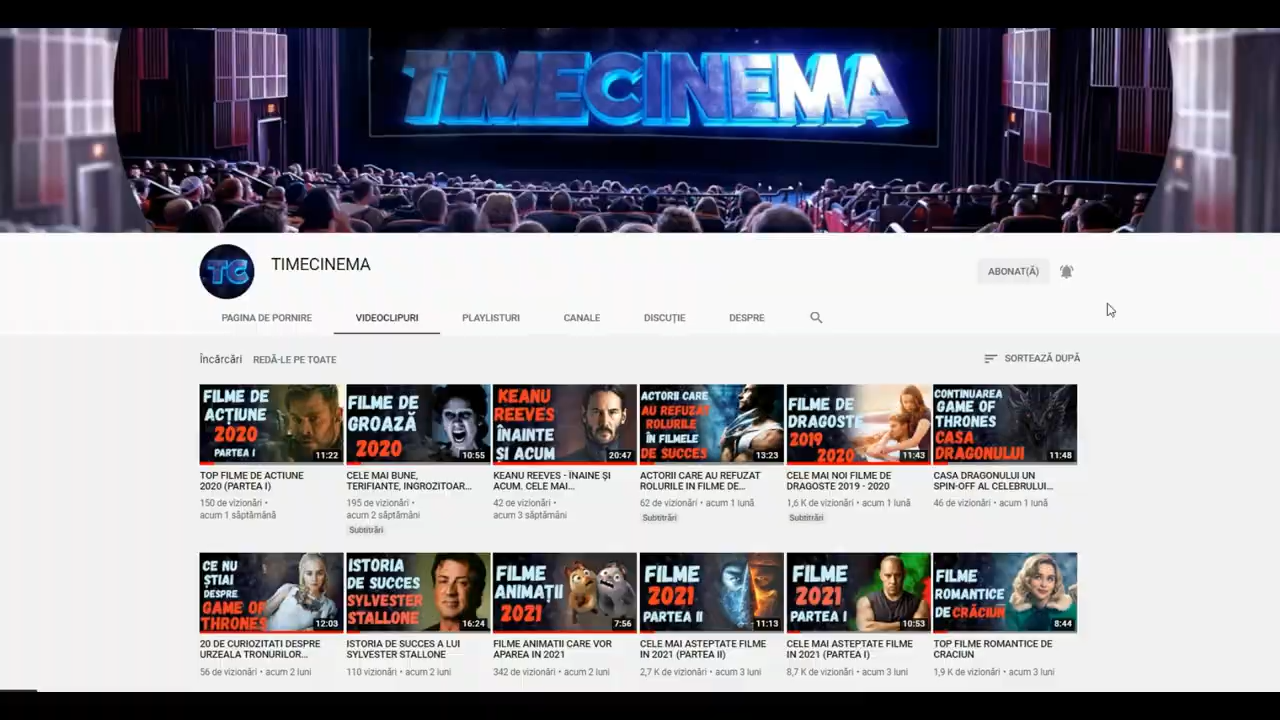 TIMECINEMA
TC
TIMECINEMA
ABONAT(Ă)
PAGINA DE PORNIRE
VIDEOCLIPURI
PLAYLISTURI
CANALE
DISCUȚIE
DESPRE
Încărcări
REDĂ-LE PE TOATE
SORTEAZĂ DUPĂ
FILME DE
ACȚIUNE
2020
PARTEA I
11:22
TOP FILME DE ACTIUNE
2020 (PARTEA I)
150 de vizionări •
acum 1 săptămână
FILME DE
GROAZĂ
2020
10:55
CELE MAI BUNE,
TERIFIANTE, INGROZITOAR...
195 de vizionări •
acum 2 săptămâni
Subtitrări
KEANU
REEVES
ÎNAINTE
ȘI ACUM
20:47
KEANU REEVES - ÎNAINE ȘI
ACUM. CELE MAI...
42 de vizionări •
acum 3 săptămâni
ACTORII CARE
AU REFUZAT
ROLURILE
ÎN FILMELE
DE SUCCES
13:23
ACTORII CARE AU REFUZAT
ROLURILE IN FILME DE...
62 de vizionări • acum 1 lună
Subtitrări
FILME DE
DRAGOSTE
2019
2020
11:43
CELE MAI NOI FILME DE
DRAGOSTE 2019 - 2020
1,6 K de vizionări • acum 1 lună
Subtitrări
CONTINUAREA
GAME OF
THRONES
CASA
DRAGONULUI
11:48
CASA DRAGONULUI UN
SPIN-OFF AL CELEBRULUI...
46 de vizionări • acum 1 lună
CE NU
ȘTIAI
DESPRE
GAME OF
THRONES
12:03
20 DE CURIOZITATI DESPRE
URZEALA TRONURILOR...
56 de vizionări • acum 2 luni
ISTORIA
DE SUCCES
SYLVESTER
STALLONE
16:24
ISTORIA DE SUCCES A LUI
SYLVESTER STALLONE
110 vizionări • acum 2 luni
FILME
ANIMAȚII
2021
7:56
FILME ANIMATII CARE VOR
APAREA IN 2021
342 de vizionări • acum 2 luni
FILME
2021
PARTEA II
11:13
CELE MAI ASTEPTATE FILME
IN 2021 (PARTEA II)
2,7 K de vizionări • acum 3 luni
FILME
2021
PARTEA I
10:53
CELE MAI ASTEPTATE FILME
IN 2021 (PARTEA I)
8,7 K de vizionări • acum 3 luni
FILME
ROMANTICE
DE CRĂCIUN
8:44
TOP FILME ROMANTICE DE
CRACIUN
1,9 K de vizionări • acum 3 luni